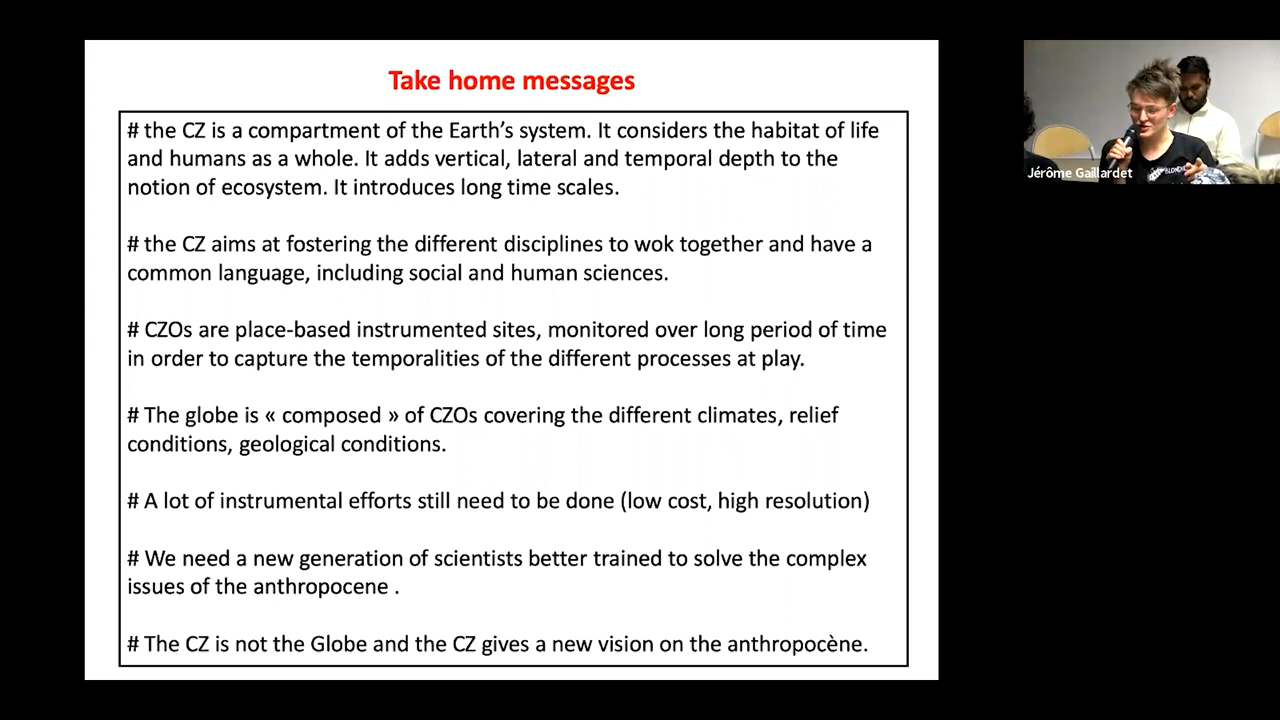 Take home messages
# the CZ is a compartment of the Earth's system. It considers the habitat of life
and humans as a whole. It adds vertical, lateral and temporal depth to the
notion of ecosystem. It introduces long time scales.
# the CZ aims at fostering the different disciplines to wok together and have a
common language, including social and human sciences.
# CZOs are place-based instrumented sites, monitored over long period of time
in order to capture the temporalities of the different processes at play.
# The globe is « composed » of CZOs covering the different climates, relief
conditions, geological conditions.
# A lot of instrumental efforts still need to be done (low cost, high resolution)
# We need a new generation of scientists better trained to solve the complex
issues of the anthropocene .
# The CZ is not the Globe and the CZ gives a new vision on the anthropocène.
Jérôme Gaillardet
BLONDIE